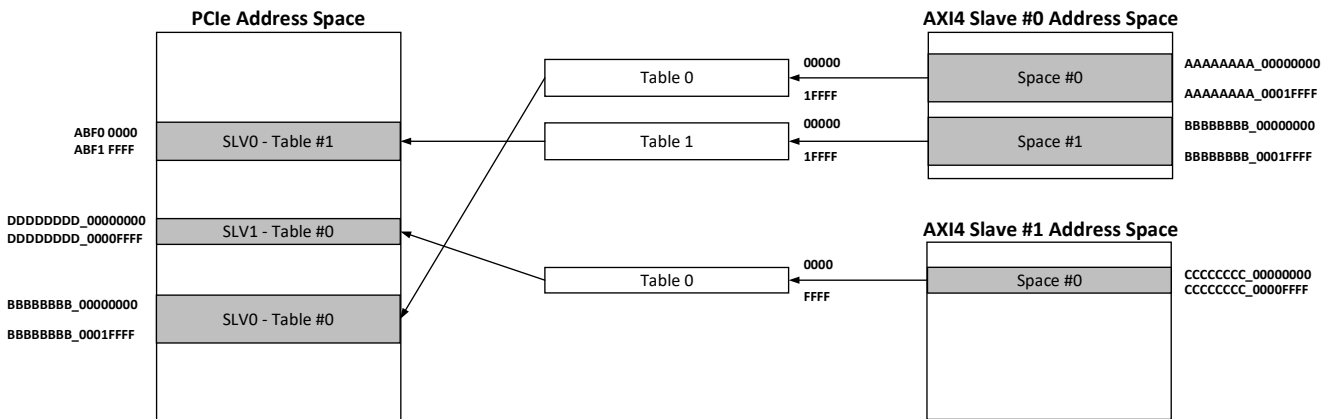 PCIe Address Space
AXI4 Slave #0 Address Space
Table 0
00000
1FFFF
Space #0
AAAAAAAA_00000000
AAAAAAAA_0001FFFF
ABF0 0000
ABF1 FFFF
SLV0 - Table #1
Table 1
00000
1FFFF
Space #1
BBBBBBBB_00000000
BBBBBBBB_0001FFFF
DDDDDDDD_00000000
DDDDDDDD_0000FFFF
SLV1 - Table #0
AXI4 Slave #1 Address Space
Table 0
0000
FFFF
Space #0
CCCCCCCC_00000000
CCCCCCCC_0000FFFF
BBBBBBBB_00000000
BBBBBBBB_0001FFFF
SLV0 - Table #0